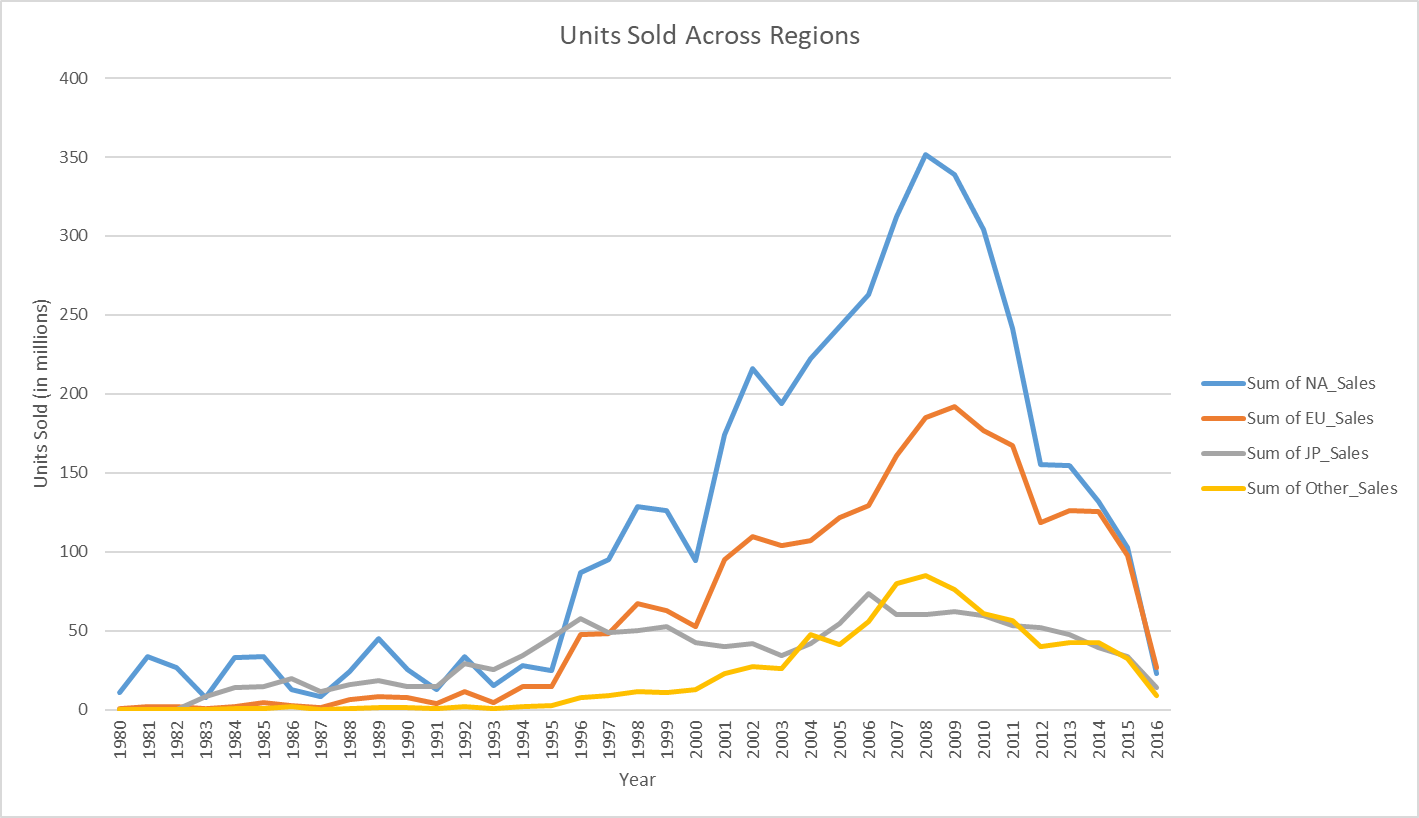 Units Sold Across Regions
400
350
300
250
200
150
100
50
0
Units Sold (in millions)
1980 1981 1982 1983 1984 1985 1986 1987 1988 1989 1990 1991 1992 1993 1994 1995 1996 1997 1998 1999 2000 2001 2002 2003 2004 2005 2006 2007 2008 2009 2010 2011 2012 2013 2014 2015 2016
Year
Sum of NA_Sales
Sum of EU_Sales
Sum of JP_Sales
Sum of Other_Sales